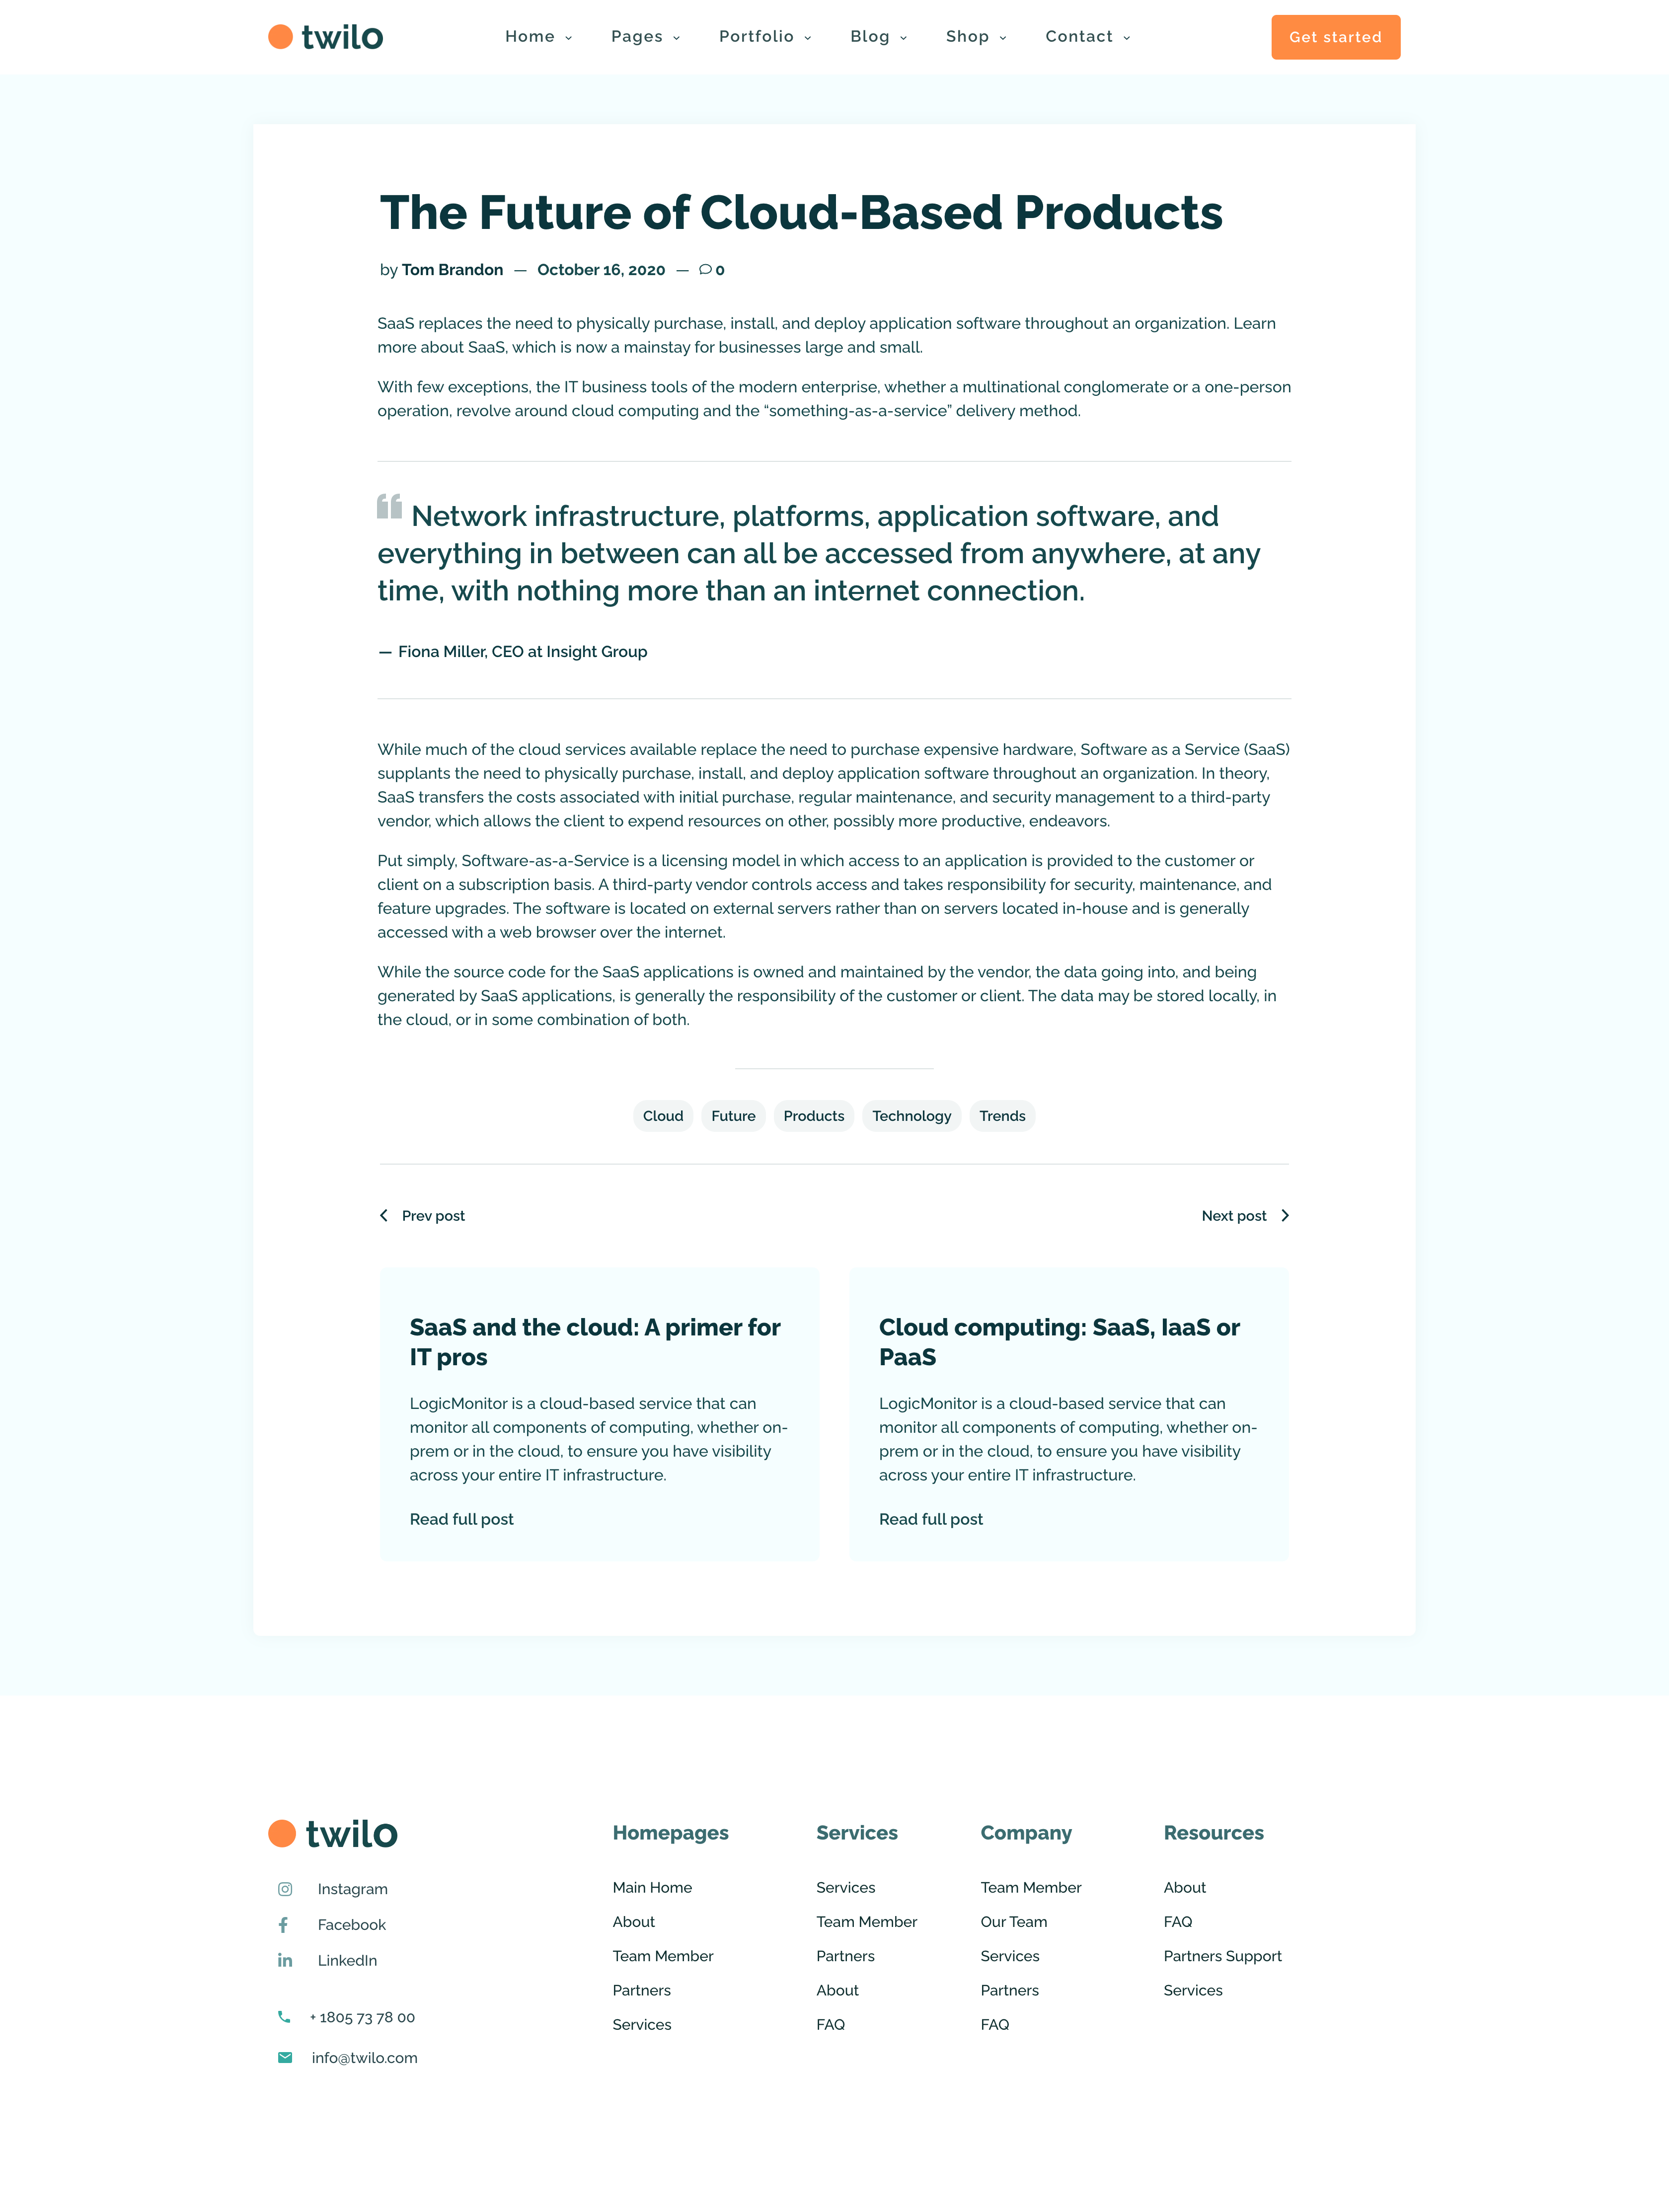 twilo
Home
Pages
Portfolio
Blog
Shop
Contact
Get started
The Future of Cloud-Based Products
by Tom Brandon — October 16, 2020 — 0
SaaS replaces the need to physically purchase, install, and deploy application software throughout an organization. Learn
more about SaaS, which is now a mainstay for businesses large and small.
With few exceptions, the IT business tools of the modern enterprise, whether a multinational conglomerate or a one-person
operation, revolve around cloud computing and the “something-as-a-service” delivery method.
“ Network infrastructure, platforms, application software, and
everything in between can all be accessed from anywhere, at any
time, with nothing more than an internet connection.
— Fiona Miller, CEO at Insight Group
While much of the cloud services available replace the need to purchase expensive hardware, Software as a Service (SaaS)
supplants the need to physically purchase, install, and deploy application software throughout an organization. In theory,
SaaS transfers the costs associated with initial purchase, regular maintenance, and security management to a third-party
vendor, which allows the client to expend resources on other, possibly more productive, endeavors.
Put simply, Software-as-a-Service is a licensing model in which access to an application is provided to the customer or
client on a subscription basis. A third-party vendor controls access and takes responsibility for security, maintenance, and
feature upgrades. The software is located on external servers rather than on servers located in-house and is generally
accessed with a web browser over the internet.
While the source code for the SaaS applications is owned and maintained by the vendor, the data going into, and being
generated by SaaS applications, is generally the responsibility of the customer or client. The data may be stored locally, in
the cloud, or in some combination of both.
Cloud
Future
Products
Technology
Trends
Prev post
Next post
SaaS and the cloud: A primer for
IT pros
LogicMonitor is a cloud-based service that can
monitor all components of computing, whether on-
prem or in the cloud, to ensure you have visibility
across your entire IT infrastructure.
Read full post
Cloud computing: SaaS, IaaS or
PaaS
LogicMonitor is a cloud-based service that can
monitor all components of computing, whether on-
prem or in the cloud, to ensure you have visibility
across your entire IT infrastructure.
Read full post
twilo
Instagram
Facebook
LinkedIn
+ 1805 73 78 00
info@twilo.com
Homepages
Main Home
About
Team Member
Partners
Services
Services
Services
Team Member
Partners
About
FAQ
Company
Team Member
Our Team
Services
Partners
FAQ
Resources
About
FAQ
Partners Support
Services